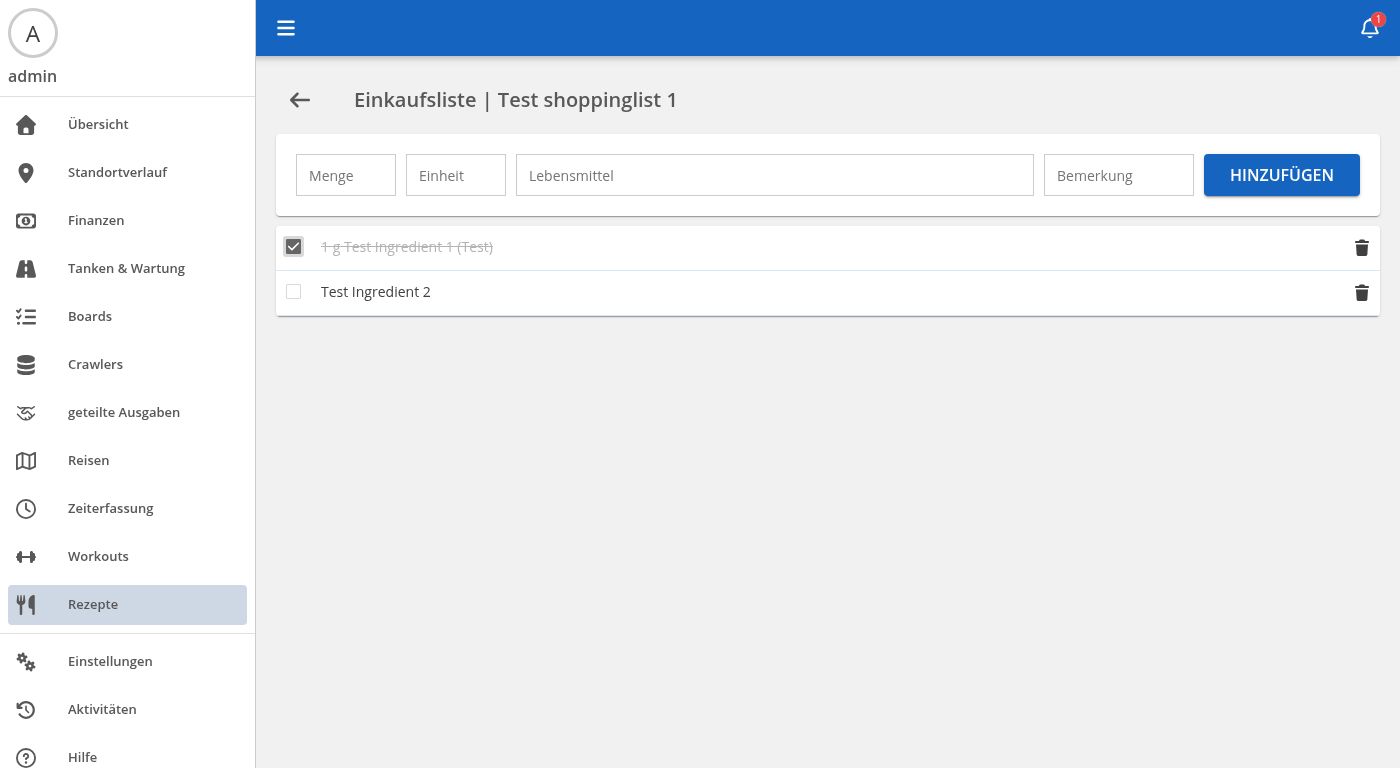 A
admin
Übersicht
Standortverlauf
Finanzen
Tanken & Wartung
Boards
Crawlers
geteilte Ausgaben
Reisen
Zeiterfassung
Workouts
Rezepte
Einstellungen
Aktivitäten
Hilfe
1
Einkaufsliste | Test shoppinglist 1
Menge Einheit Lebensmittel Bemerkung HINZUFÜGEN
1 g Test Ingredient 1 (Test)
Test Ingredient 2